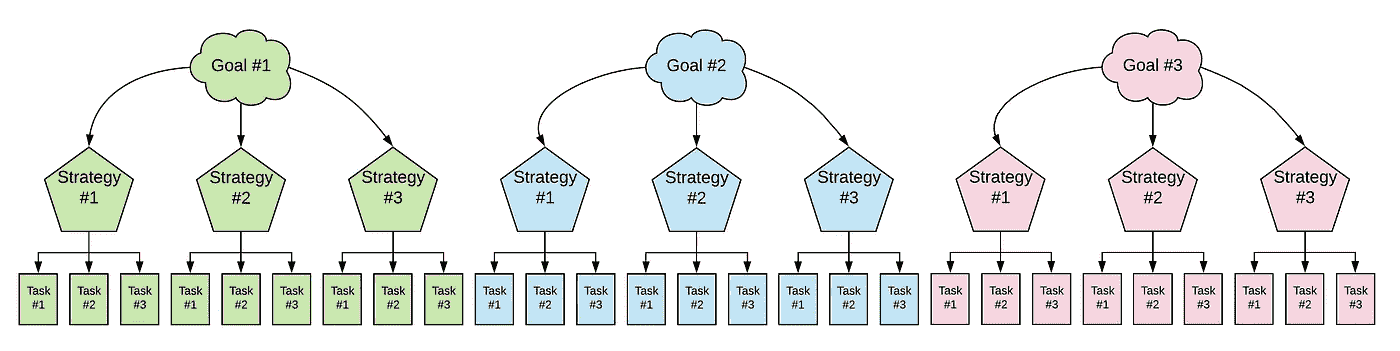 Goal #1
Goal #2
Goal #3
Strategy
#1
Strategy
#2
Strategy
#3
Strategy
#1
Strategy
#2
Strategy
#3
Strategy
#1
Strategy
#2
Strategy
#3
Task
#1
Task
#2
Task
#3
Task
#1
Task
#2
Task
#3
Task
#1
Task
#2
Task
#3
Task
#1
Task
#2
Task
#3
Task
#1
Task
#2
Task
#3
Task
#1
Task
#2
Task
#3
Task
#1
Task
#2
Task
#3
Task
#1
Task
#2
Task
#3
Task
#1
Task
#2
Task
#3